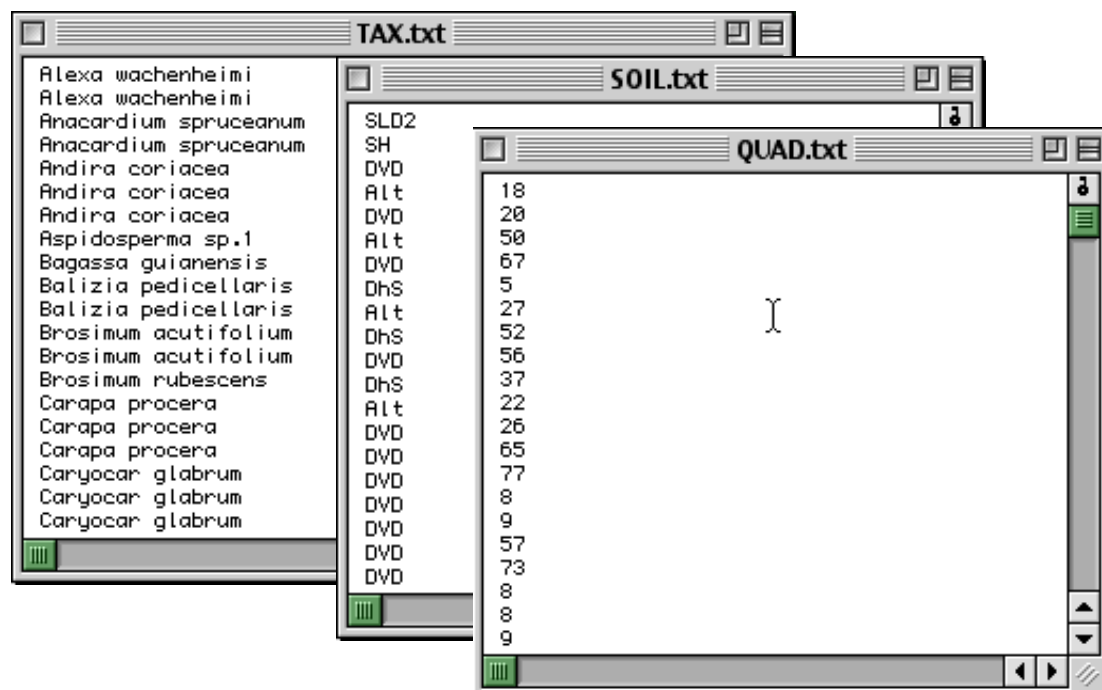 TAX.txt
Alexa wachenheimi
Alexa wachenheimi
Anacardium spruceanum
Anacardium spruceanum
Andira coriacea
Andira coriacea
Andira coriacea
Aspidosperma sp.1
Bagassa guianensis
Balizia pedicellaris
Balizia pedicellaris
Brosimum acutifolium
Brosimum acutifolium
Brosimum rubescens
Carapa procera
Carapa procera
Carapa procera
Caryocar glabrum
Caryocar glabrum
Caryocar glabrum
SOIL.txt
SLD2
SH
DVD
Alt
DVD
Alt
DVD
DhS
Alt
DhS
DVD
DhS
Alt
DVD
DVD
DVD
DVD
DVD
DVD
DVD
QUAD.txt
18
20
50
67
5
27
52
56
37
22
26
65
77
8
9
57
73
8
8
9